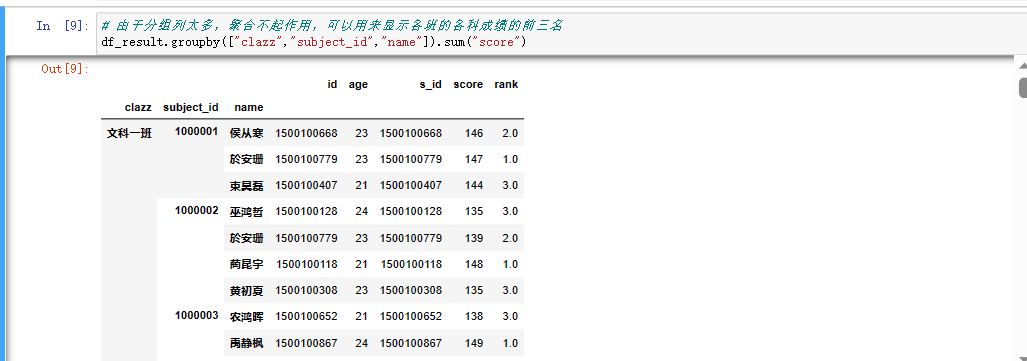 In [9]: # 由于分组列太多，聚合不起作用，可以用来显示各班的各科成绩的前三名
df_result.groupby(["clazz","subject_id","name"]).sum("score")
Out[9]:
id age s_id score rank
clazz subject_id name
文科一班 1000001 侯从寒 1500100668 23 1500100668 146 2.0
於安珊 1500100779 23 1500100779 147 1.0
束昊磊 1500100407 21 1500100407 144 3.0
1000002 巫鸿哲 1500100128 24 1500100128 135 3.0
於安珊 1500100779 23 1500100779 139 2.0
蔺昆宇 1500100118 21 1500100118 148 1.0
黄初夏 1500100308 23 1500100308 135 3.0
1000003 农鸿晖 1500100652 21 1500100652 138 3.0
禹静枫 1500100867 24 1500100867 149 1.0